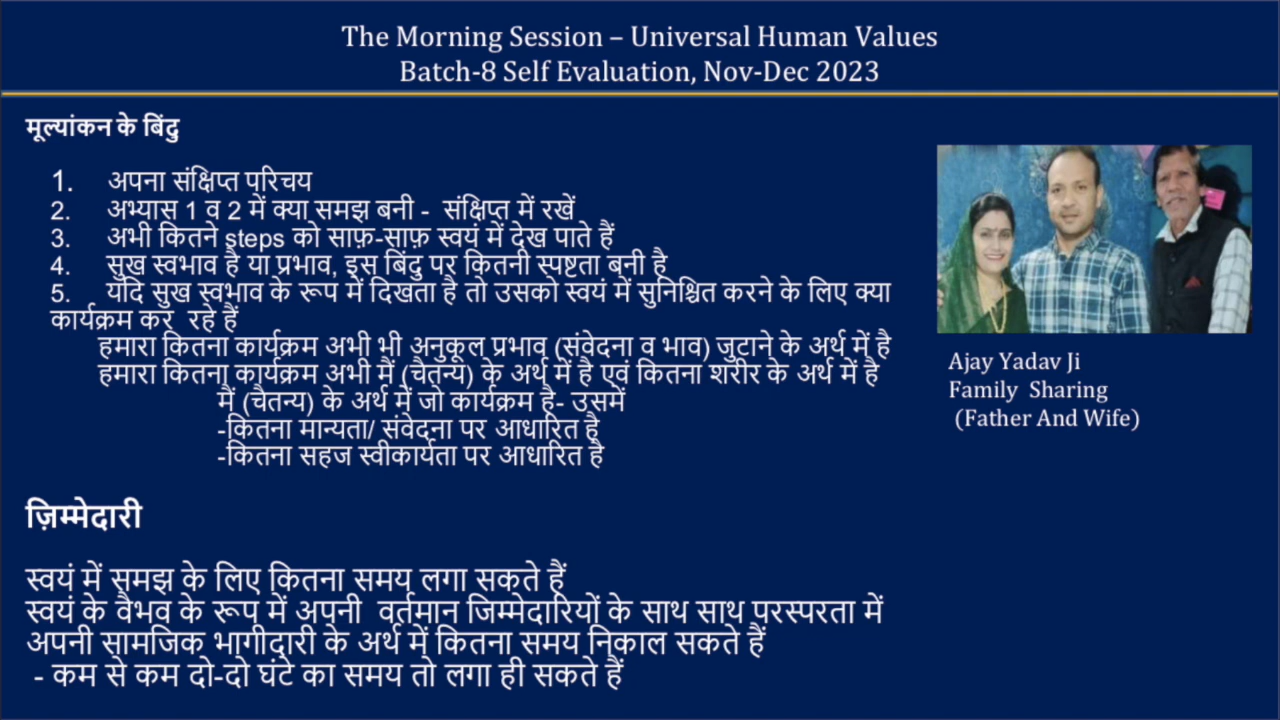 The Morning Session – Universal Human Values
Batch-8 Self Evaluation, Nov-Dec 2023
मूल्यांकन के बिंदु
1. अपना संक्षिप्त परिचय
2. अभ्यास 1 व 2 में क्या समझ बनी - संक्षिप्त में रखें
3. अभी कितने steps को साफ़-साफ़ स्वयं में देख पाते हैं
4. सुख स्वभाव है या प्रभाव, इस बिंदु पर कितनी स्पष्टता बनी है
5. यदि सुख स्वभाव के रूप में दिखता है तो उसको स्वयं में सुनिश्चित करने के लिए क्या
कार्यक्रम कर रहे हैं
हमारा कितना कार्यक्रम अभी भी अनुकूल प्रभाव (संवेदना व भाव) जुटाने के अर्थ में है
हमारा कितना कार्यक्रम अभी मैं (चैतन्य) के अर्थ में है एवं कितना शरीर के अर्थ में है
मैं (चैतन्य) के अर्थ में जो कार्यक्रम है- उसमें
-कितना मान्यता/ संवेदना पर आधारित है
-कितना सहज स्वीकार्यता पर आधारित है
ज़िम्मेदारी
स्वयं में समझ के लिए कितना समय लगा सकते हैं
स्वयं के वैभव के रूप में अपनी वर्तमान जिम्मेदारियों के साथ साथ परस्परता में
अपनी सामजिक भागीदारी के अर्थ में कितना समय निकाल सकते हैं
- कम से कम दो-दो घंटे का समय तो लगा ही सकते हैं
Ajay Yadav Ji
Family Sharing
(Father And Wife)